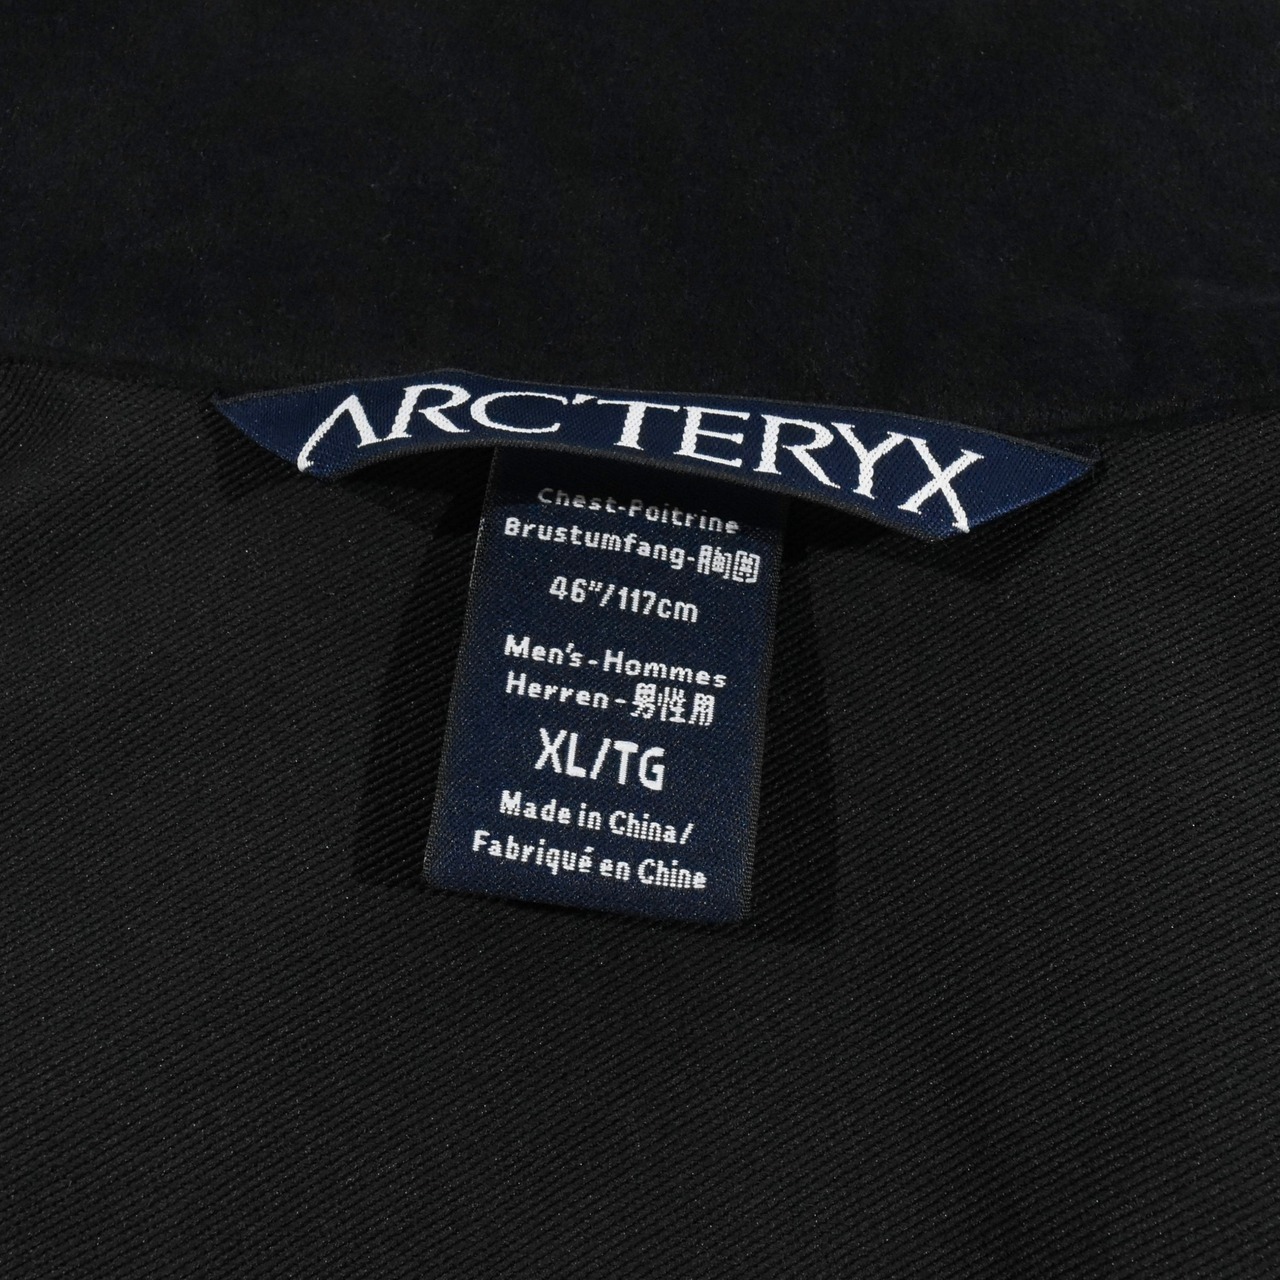 ARC'TERYX
Chest-Poitrine
Brustumfang-胸囲
46"/117cm
Men's-Hommes
Herren-男性用
XL/TG
Made in China/
Fabriqué en Chine